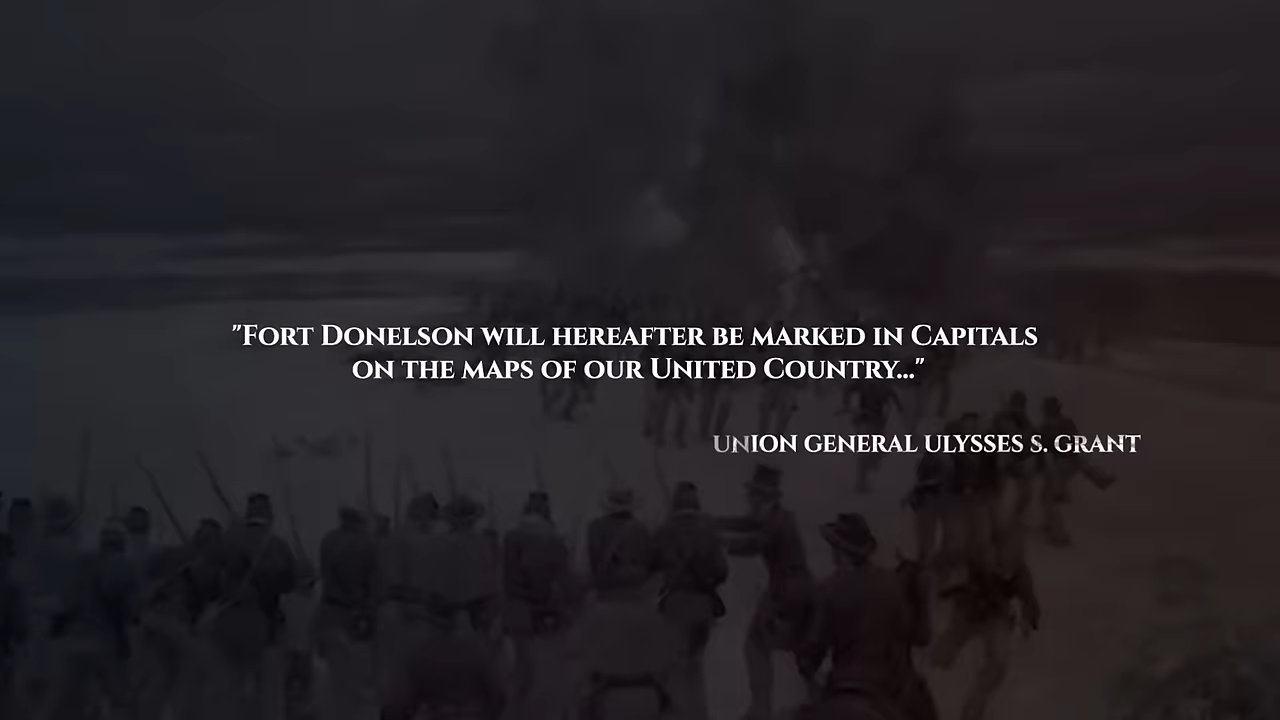 "Fort Donelson will hereafter be marked in Capitals
on the maps of our United Country..."
UNION GENERAL ULYSSES S. GRANT